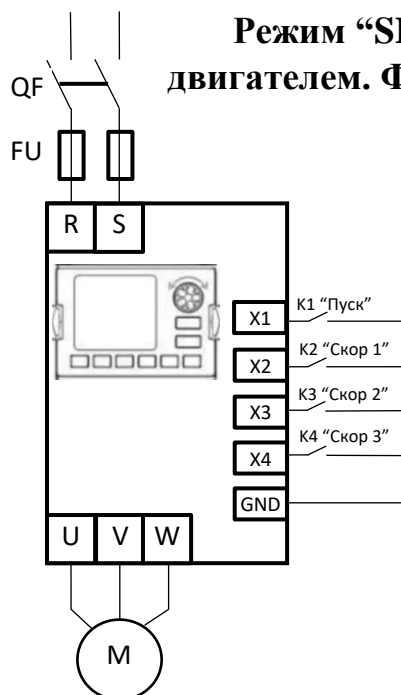 Режим
двигателем.
QF
FU
R S
X1 K1 “Пуск”
X2 K2 “Скор 1”
X3 K3 “Скор 2”
X4 K4 “Скор 3”
GND
U V W
M